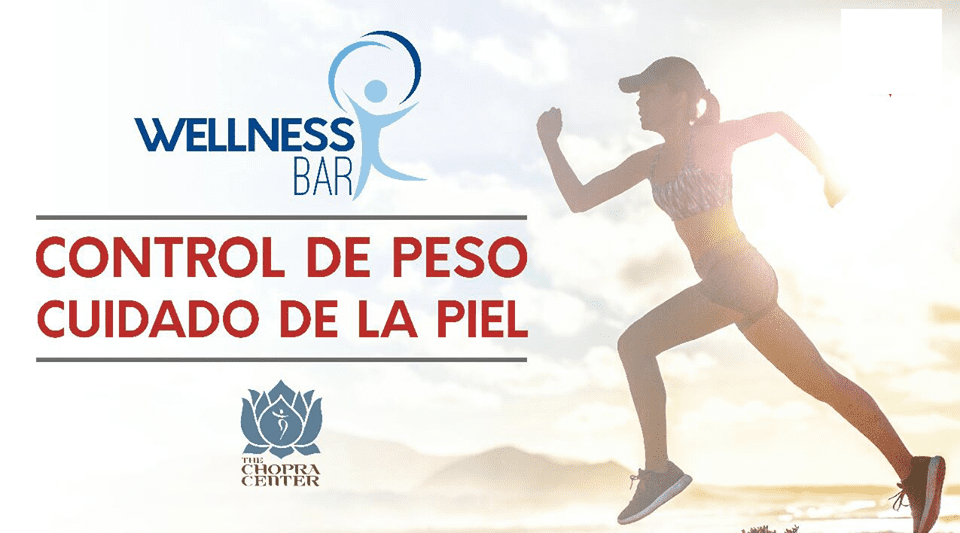 WELLNESS
BAR
CONTROL DE PESO
CUIDADO DE LA PIEL
THE
CHOPRA
CENTER